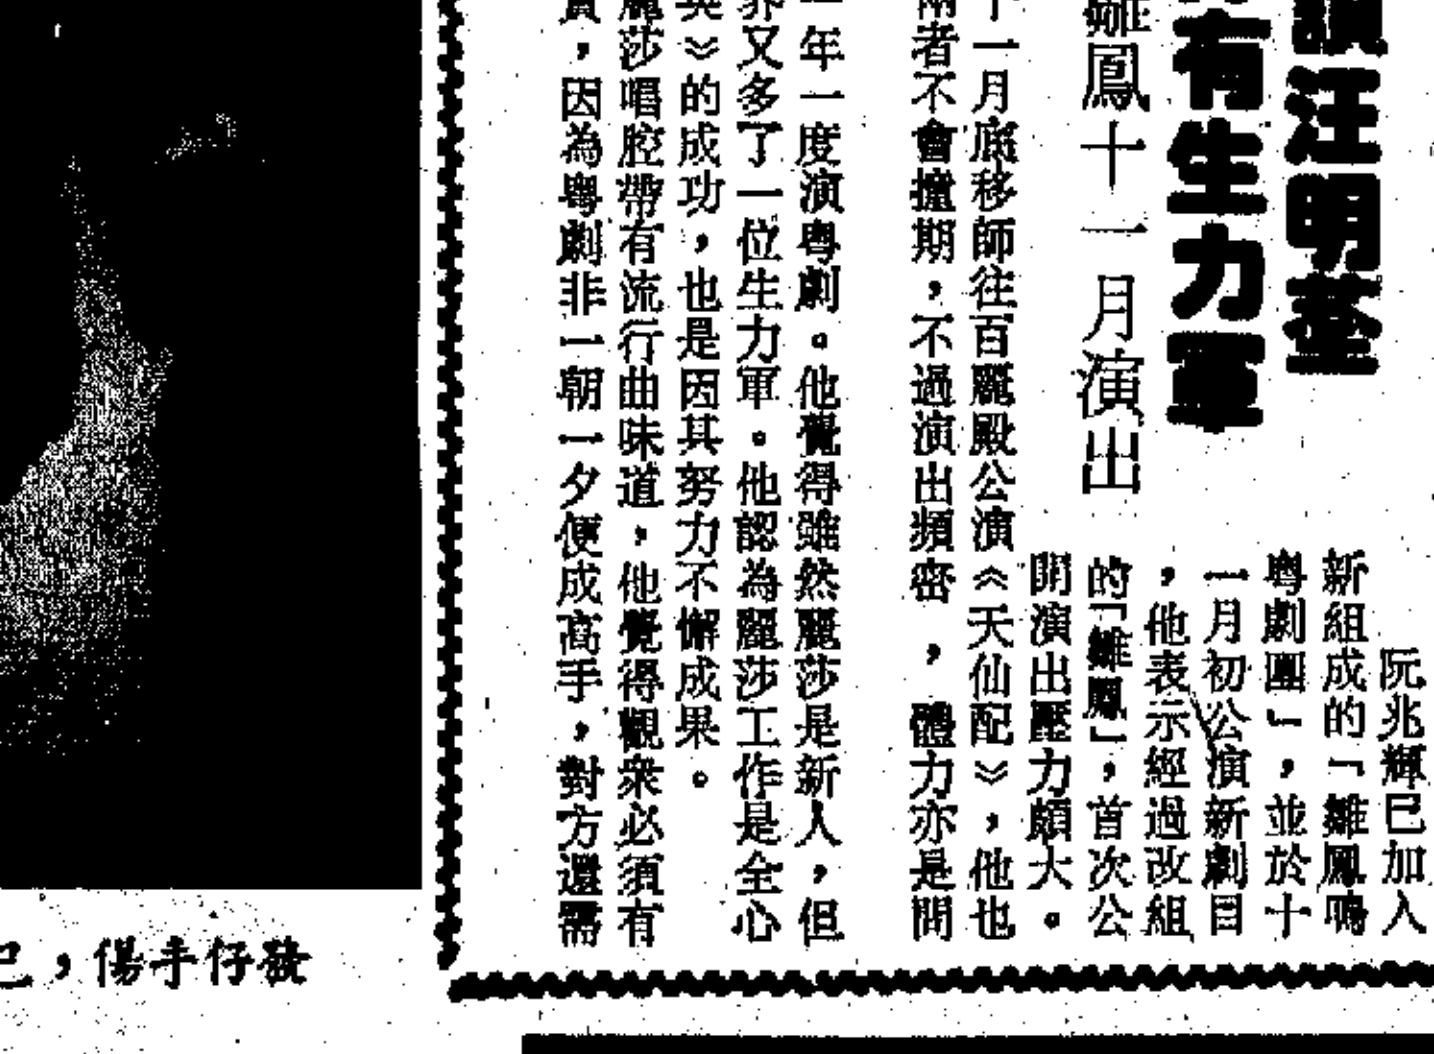 汪明荃
有生力軍
雛鳳十一月演出
阮兆輝已加入
新組成的「雛鳳鳴
粵劇團」，並於十
一月初公演新劇目
，他表示經過改組
的「雛鳳」，首次公
開演出壓力頗大。
一月底移師往百麗殿公演《天仙配》，他也
者不會撞期，不過演出頻密，體力亦是問
年一度演粵劇。他覺得雖然麗莎是新人，但
界又多了一位生力軍。他認為麗莎工作是全心
英》的成功，也是因其努力不懈成果。
麗莎唱腔帶有流行曲味道，他覺得觀眾必須有
，因為粵劇非一朝一夕便成高手，對方還需
發仔手傷，已